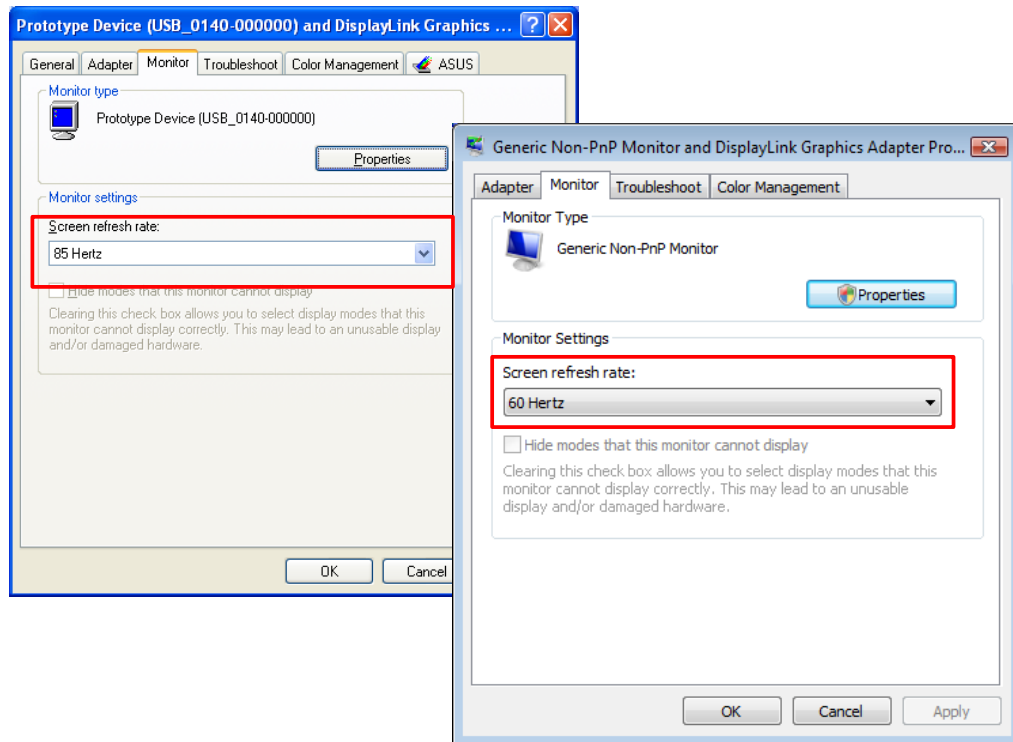 Prototype Device (USB_0140-000000) and DisplayLink Graphics ...
General Adapter Monitor Troubleshoot Color Management ASUS
Monitor type
Prototype Device (USB_0140-000000)
Properties
Monitor settings
Screen refresh rate:
85 Hertz
Hide modes that this monitor cannot display
Clearing this check box allows you to select display modes that this
monitor cannot display correctly. This may lead to an unusable display
and/or damaged hardware.
OK Cancel
Generic Non-PnP Monitor and DisplayLink Graphics Adapter Pro...
Adapter Monitor Troubleshoot Color Management
Monitor Type
Generic Non-PnP Monitor
Properties
Monitor Settings
Screen refresh rate:
60 Hertz
Hide modes that this monitor cannot display
Clearing this check box allows you to select display modes that this
monitor cannot display correctly. This may lead to an unusable
display and/or damaged hardware.
OK Cancel Apply